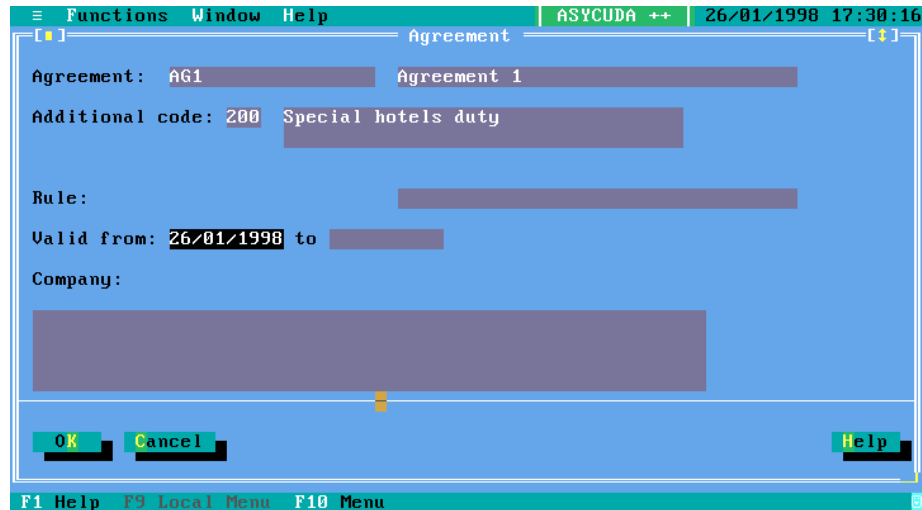 ≡ Functions Window Help ASYCUDA ++ 26/01/1998 17:30:16
[■] Agreement [↕]
Agreement: AG1 Agreement 1
Additional code: 200 Special hotels duty
Rule:
Valid from: 26/01/1998 to
Company:
OK Cancel Help
F1 Help F9 Local Menu F10 Menu